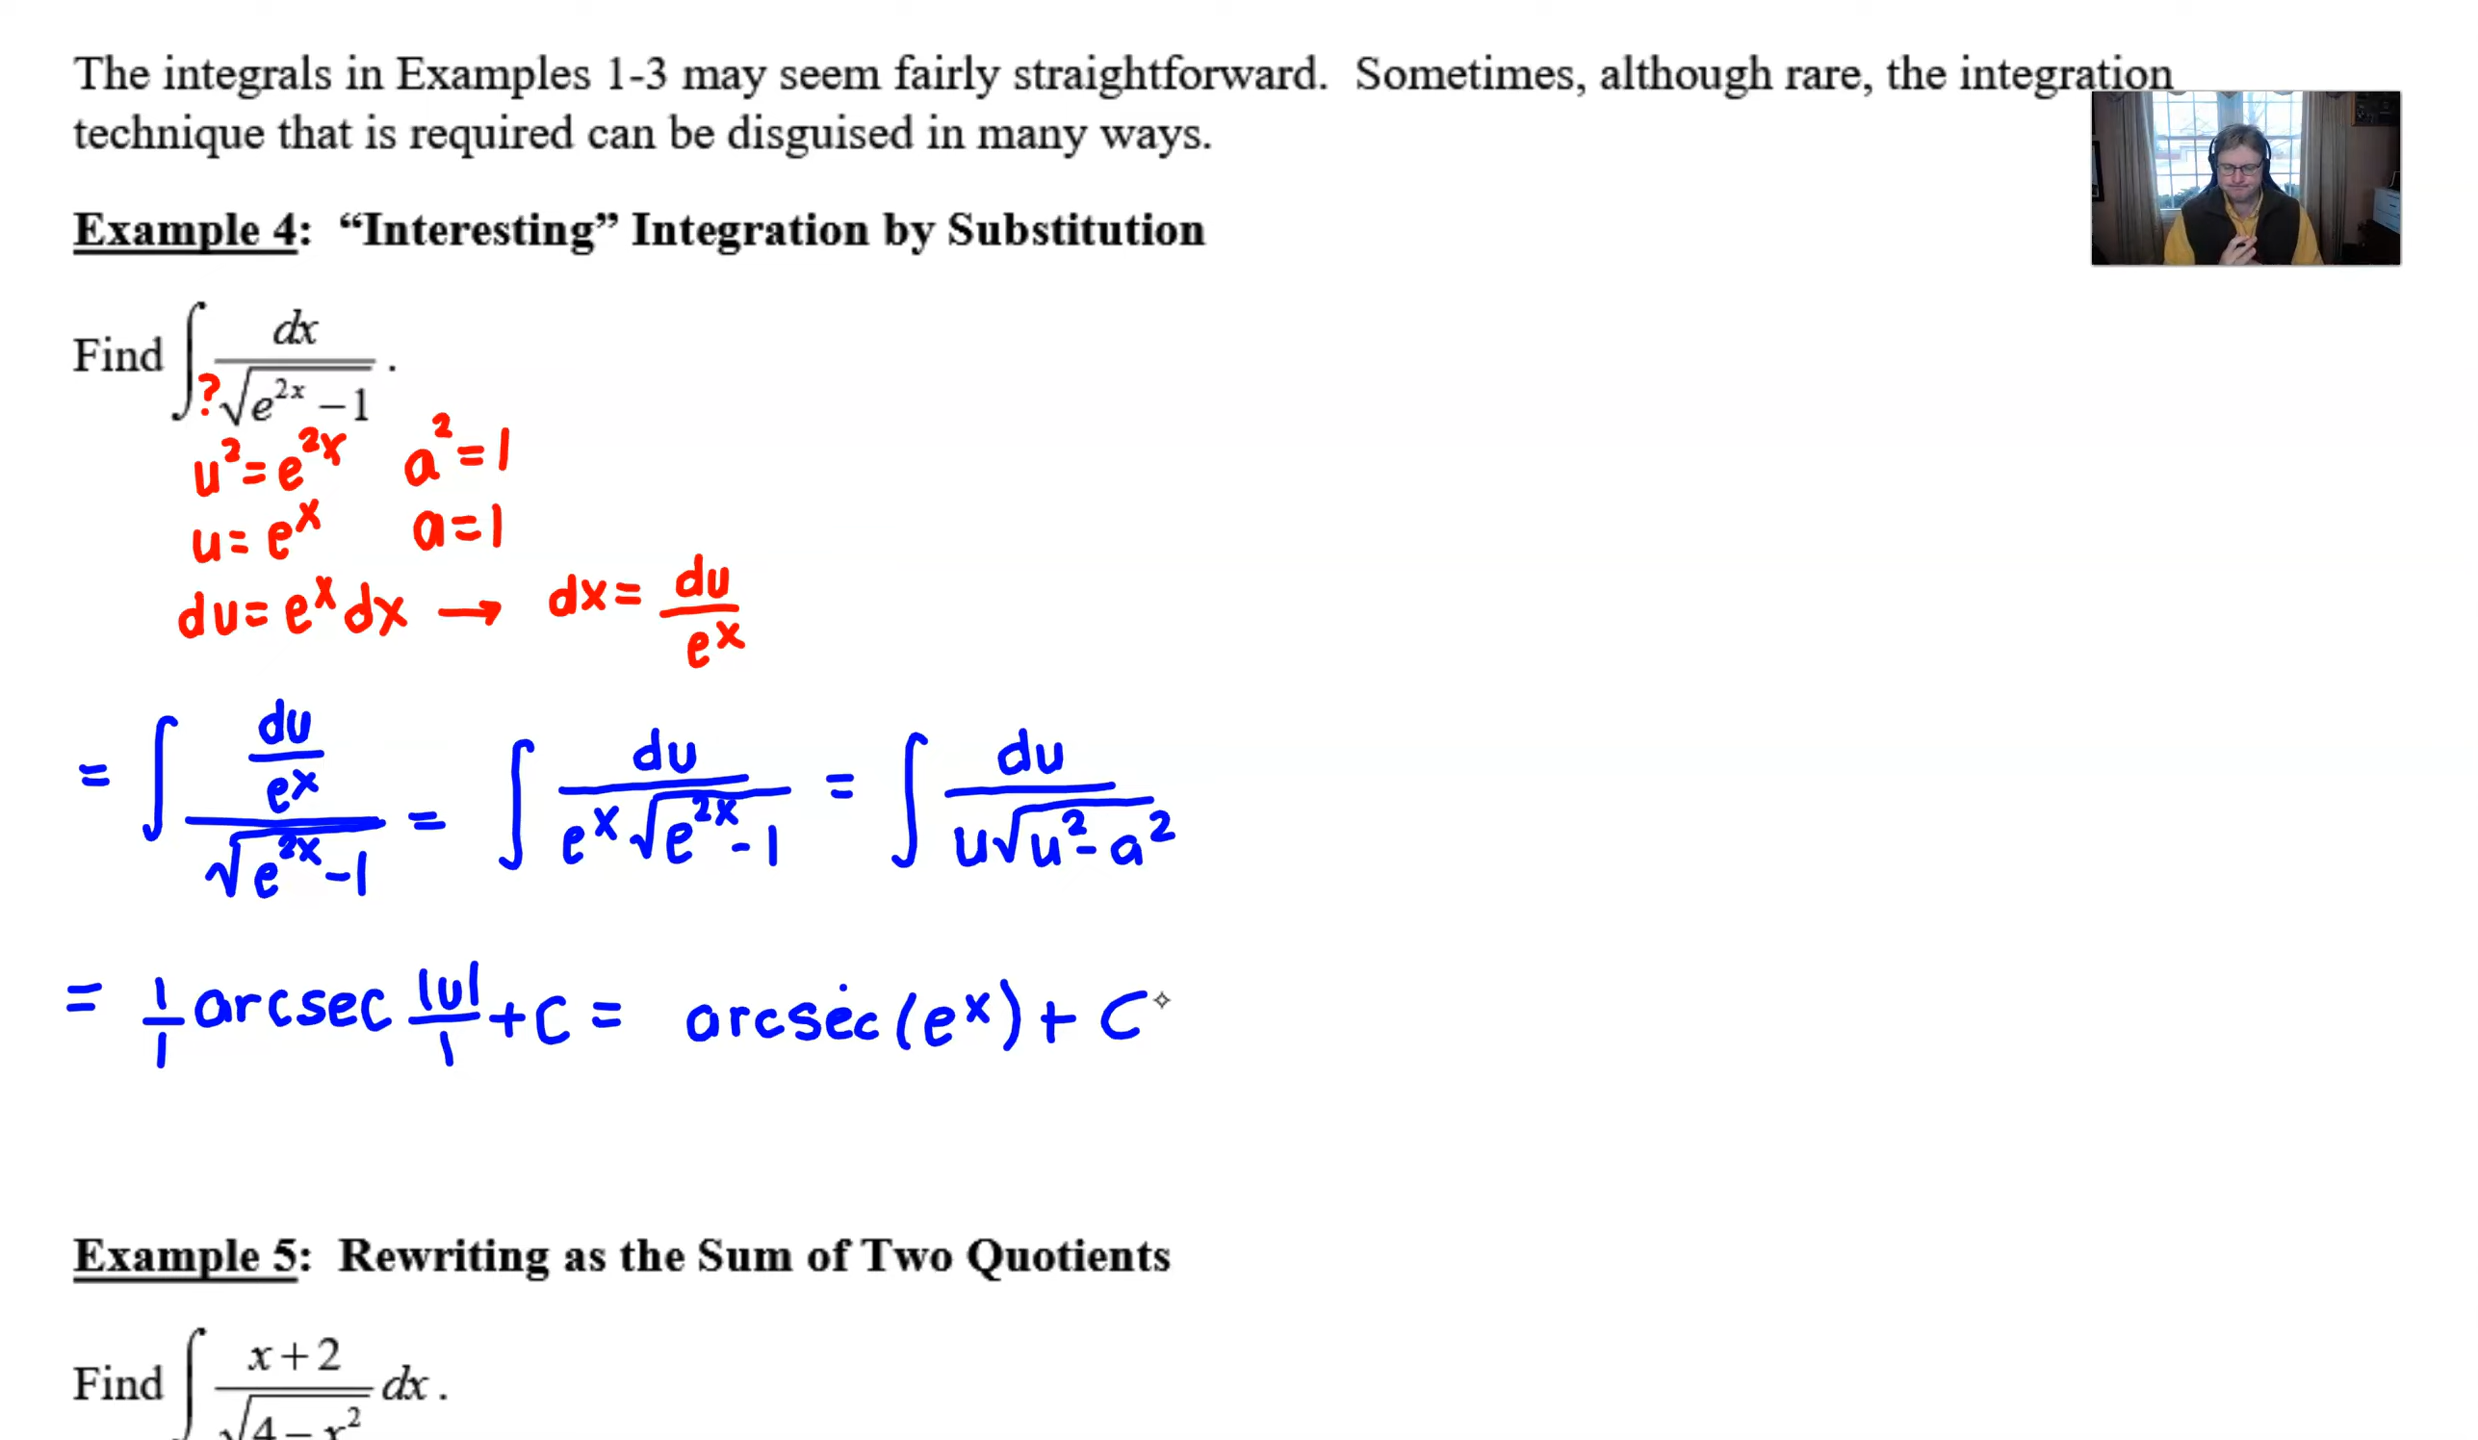 The integrals in Examples 1-3 may seem fairly straightforward. Sometimes, although rare, the integration
technique that is required can be disguised in many ways.
Example 4: “Interesting” Integration by Substitution
Find ∫ dx / ?√(e^{2x} − 1) .
u² = e^{2x} a² = 1
u = e^x a = 1
du = e^x dx → dx = du/e^x
= ∫ (du/e^x) / √(e^{2x} − 1) = ∫ du / (e^x √(e^{2x} − 1)) = ∫ du / (u√(u² − a²))
= 1/1 arcsec |u|/1 + C = arcsec(e^x) + C
Example 5: Rewriting as the Sum of Two Quotients
Find ∫ (x + 2) / √(4 − x²) dx .